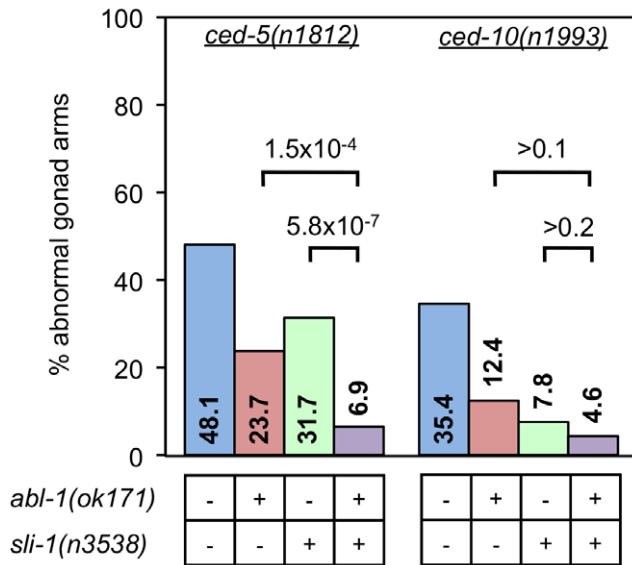 100
80
60
40
20
0
% abnormal gonad arms
ced-5(n1812)
ced-10(n1993)
1.5x10⁻⁴
>0.1
5.8x10⁻⁷
>0.2
48.1
23.7
31.7
6.9
35.4
12.4
7.8
4.6
abl-1(ok171) - + - + - + - +
sli-1(n3538) - - + + - - + +